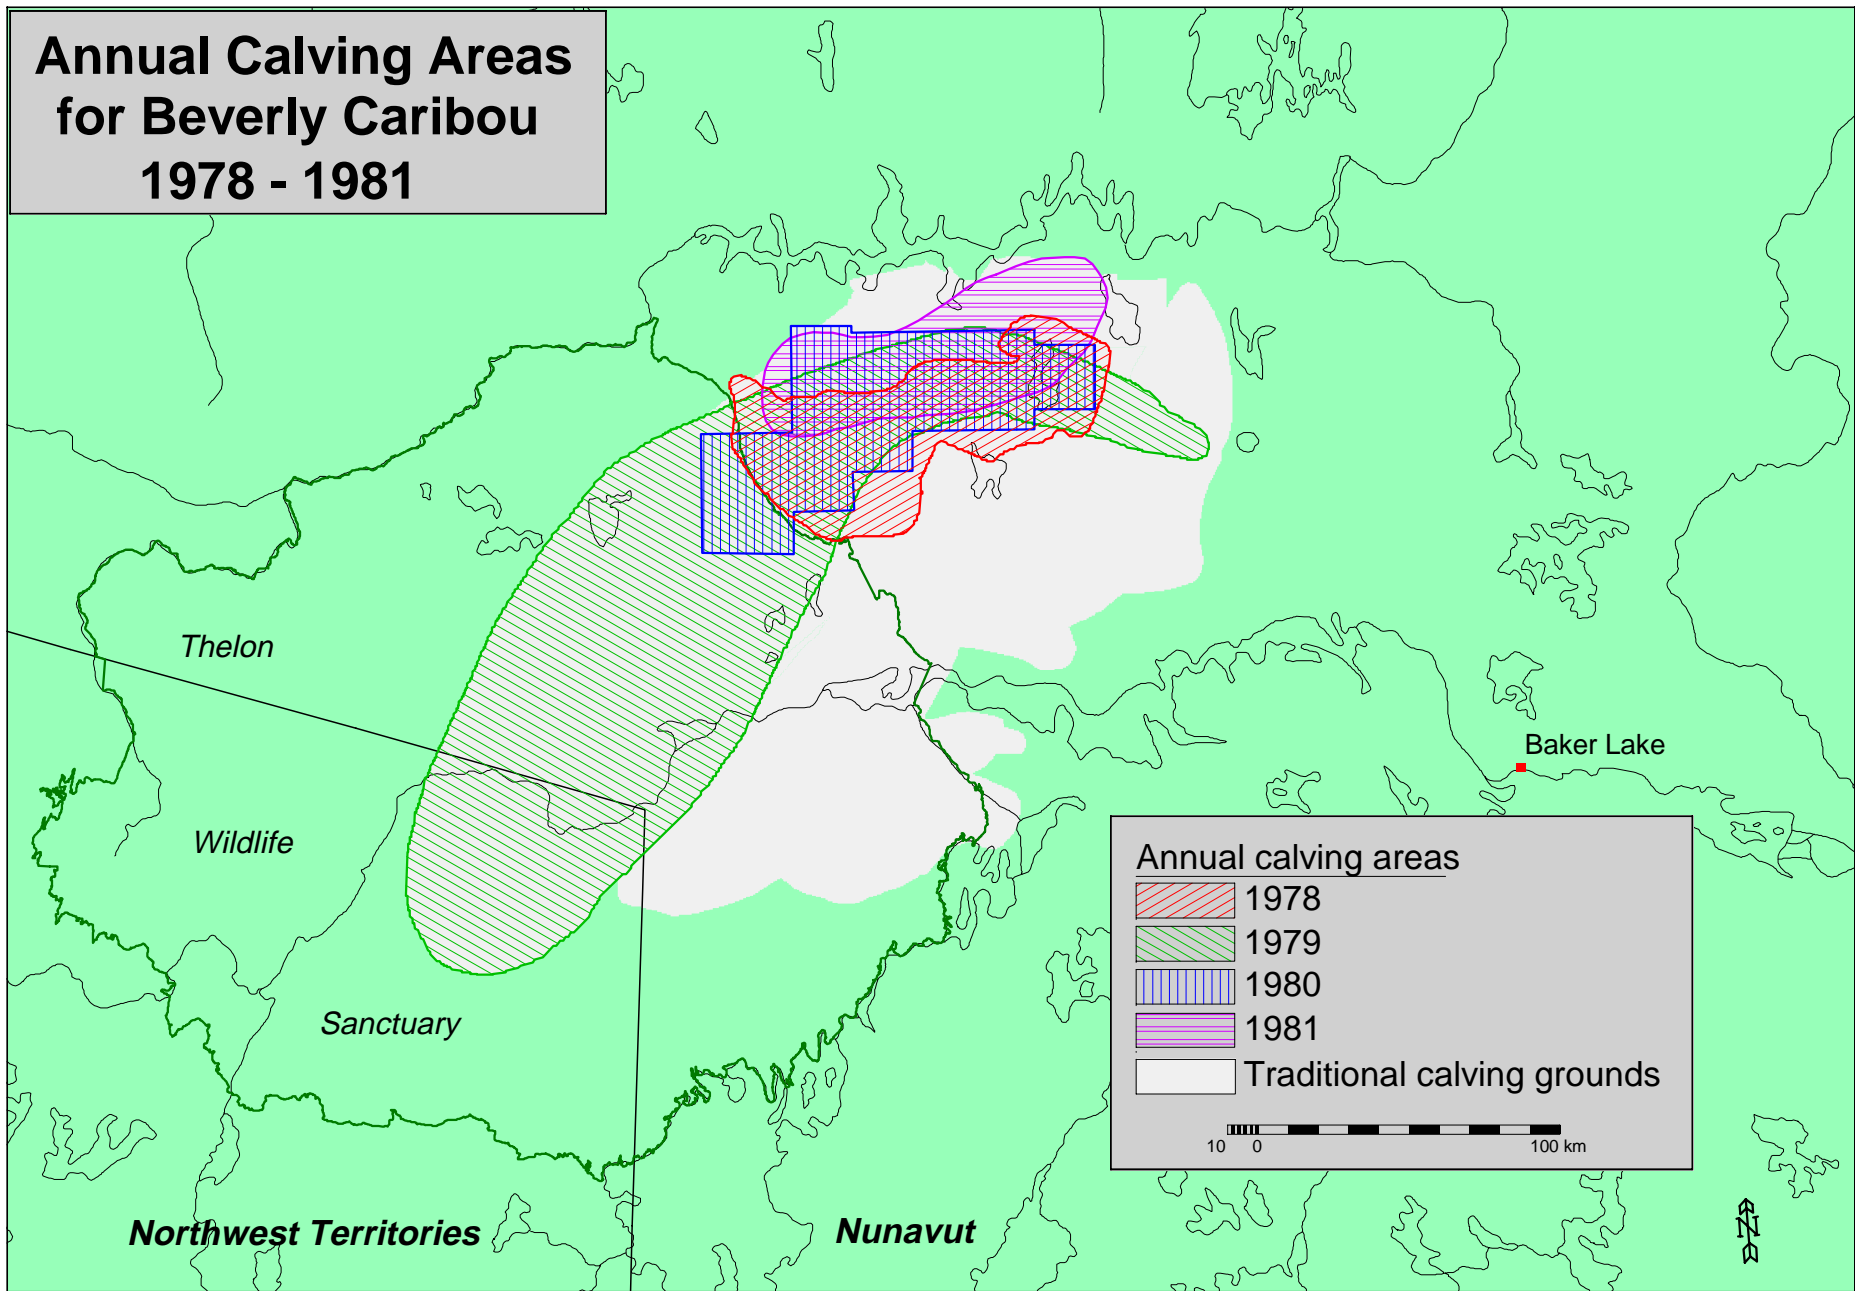 Annual Calving Areas
for Beverly Caribou
1978 - 1981
Thelon
Wildlife
Sanctuary
Baker Lake
Annual calving areas
1978
1979
1980
1981
Traditional calving grounds
10 0 100 km
Northwest Territories
Nunavut
N